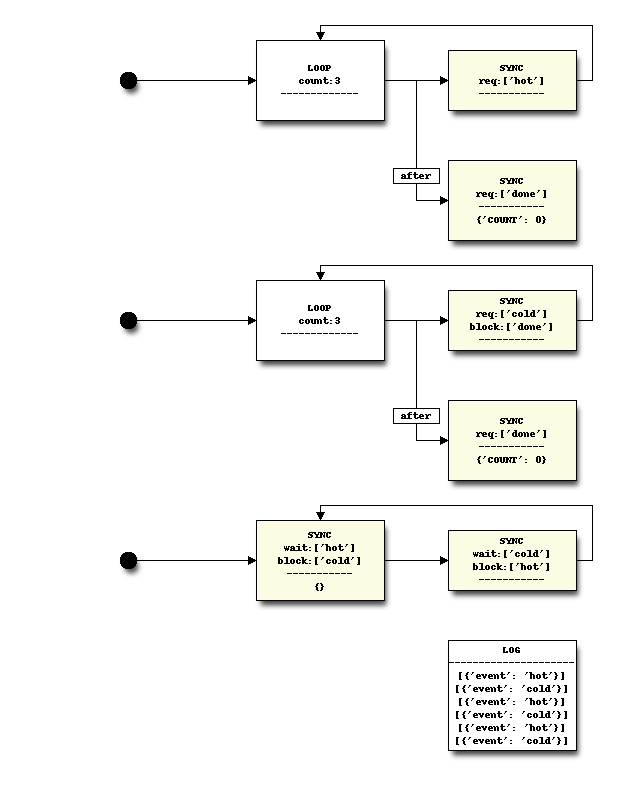 LOOP
count:3
-------------
SYNC
req:['hot']
-----------
after
SYNC
req:['done']
-----------
{'COUNT': 0}
LOOP
count:3
-------------
SYNC
req:['cold']
block:['done']
-----------
after
SYNC
req:['done']
-----------
{'COUNT': 0}
SYNC
wait:['hot']
block:['cold']
-----------
{}
SYNC
wait:['cold']
block:['hot']
-----------
LOG
---------------------
[{'event': 'hot'}]
[{'event': 'cold'}]
[{'event': 'hot'}]
[{'event': 'cold'}]
[{'event': 'hot'}]
[{'event': 'cold'}]